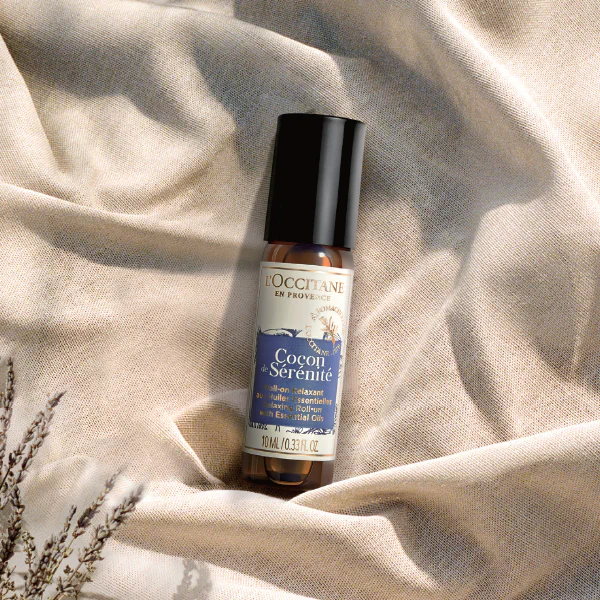 L'OCCITANE
EN PROVENCE
Cocon
de Sérénité
Roll-on Relaxant
aux Huiles Essentielles
Relaxing Roll-on
with Essential Oils
10 ML / 0.33 FL. OZ